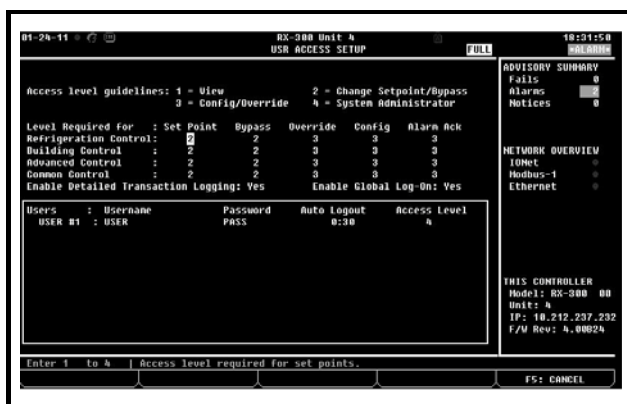 01-24-11 RX-300 Unit 4 18:31:50
USR ACCESS SETUP FULL *ALARM*
ADVISORY SUMMARY
Fails 0
Access level guidelines: 1 = View 2 = Change Setpoint/Bypass Alarms 2
3 = Config/Override 4 = System Administrator Notices 0
Level Required for : Set Point Bypass Override Config Alarm Ack
Refrigeration Control: 2 2 3 3 3
Building Control : 2 2 3 3 3 NETWORK OVERVIEW
Advanced Control : 2 2 3 3 3 IONet
Common Control : 2 2 3 3 3 Modbus-1
Enable Detailed Transaction Logging: Yes Enable Global Log-On: Yes Ethernet
Users : Username Password Auto Logout Access Level
USER #1 : USER PASS 0:30 4
THIS CONTROLLER
Model: RX-300 00
Unit: 4
IP: 10.212.237.232
F/W Rev: 4.00B24
Enter 1 to 4 | Access level required for set points.
F5: CANCEL